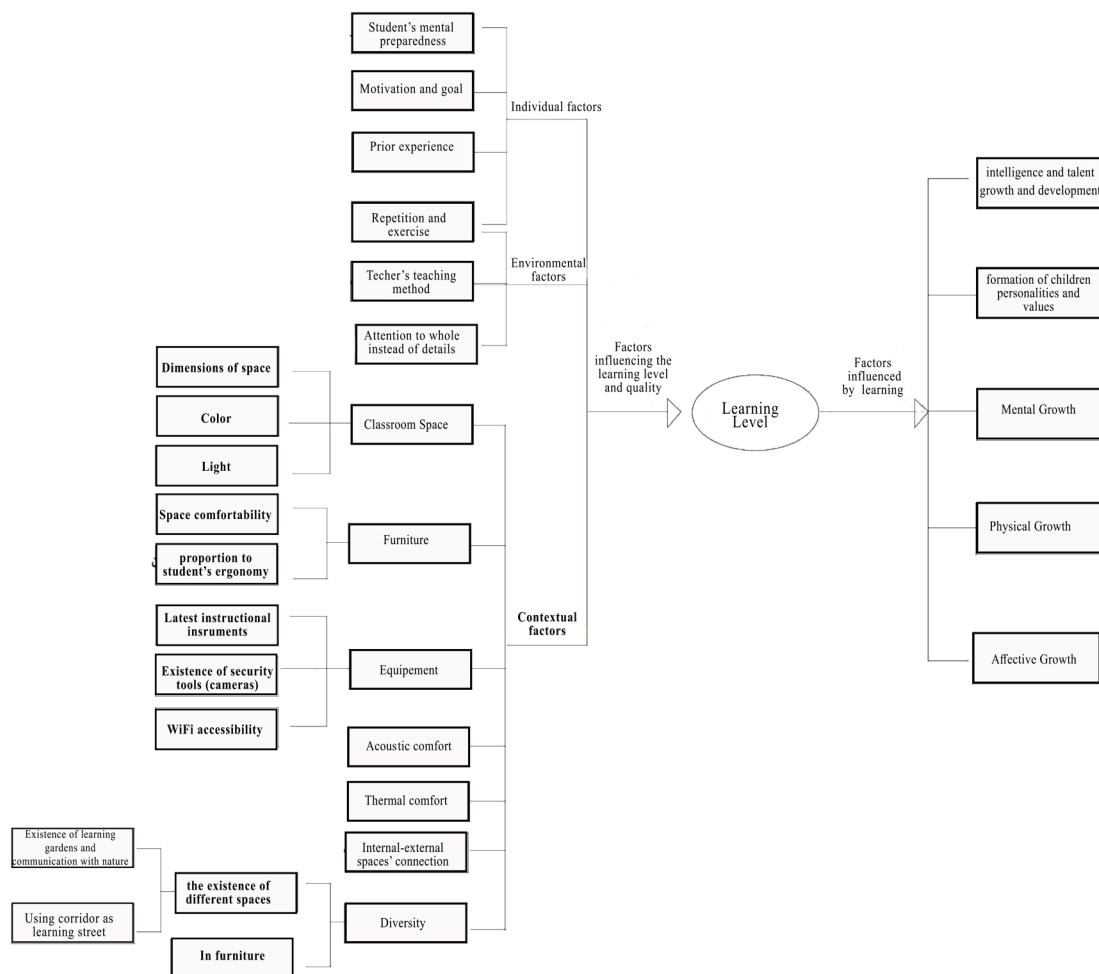 Student's mental
preparedness
Motivation and goal
Individual factors
Prior experience
Repetition and
exercise
Environmental
factors
Techer's teaching
method
Attention to whole
instead of details
Dimensions of space
Color
Light
Classroom Space
Space comfortability
proportion to
student's ergonomy
Furniture
Latest instructional
insruments
Existence of security
tools (cameras)
WiFi accessibility
Equipement
Contextual
factors
Acoustic comfort
Thermal comfort
Internal-external
spaces' connection
Existence of learning
gardens and
communication with nature
Using corridor as
learning street
the existence of
different spaces
In furniture
Diversity
Factors
influencing the
learning level
and quality
Learning
Level
Factors
influenced
by learning
intelligence and talent
growth and development
formation of children
personalities and
values
Mental Growth
Physical Growth
Affective Growth